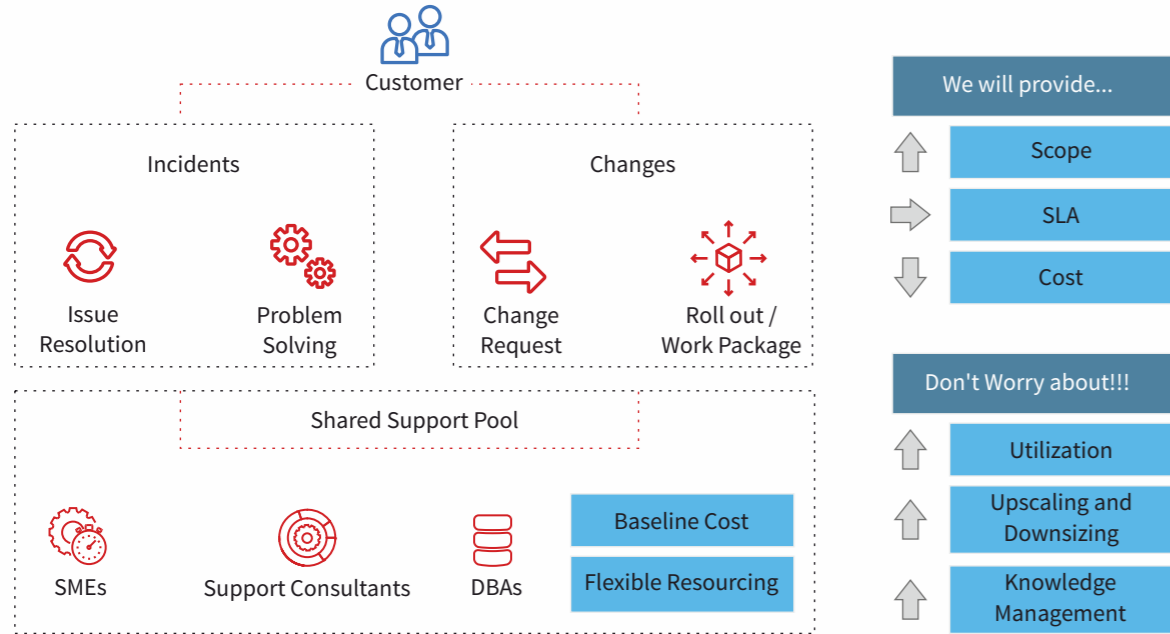 Customer
Incidents
Issue
Resolution
Problem
Solving
Changes
Change
Request
Roll out /
Work Package
Shared Support Pool
SMEs
Support Consultants
DBAs
Baseline Cost
Flexible Resourcing
We will provide...
Scope
SLA
Cost
Don't Worry about!!!
Utilization
Upscaling and
Downsizing
Knowledge
Management